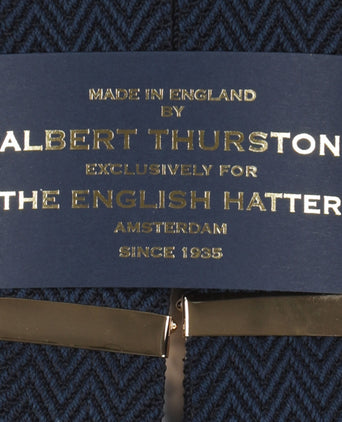 MADE IN ENGLAND
BY
ALBERT THURSTON
EXCLUSIVELY FOR
THE ENGLISH HATTER
AMSTERDAM
SINCE 1935